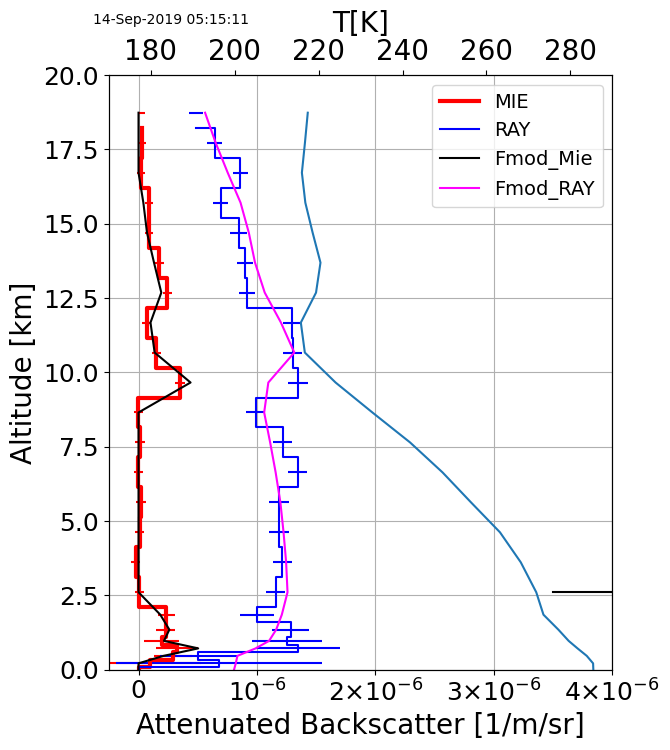 14-Sep-2019 05:15:11
T[K]
180 200 220 240 260 280
20.0
17.5
15.0
12.5
10.0
7.5
5.0
2.5
0.0
Altitude [km]
MIE
RAY
Fmod_Mie
Fmod_RAY
0 10⁻⁶ 2×10⁻⁶ 3×10⁻⁶ 4×10⁻⁶
Attenuated Backscatter [1/m/sr]